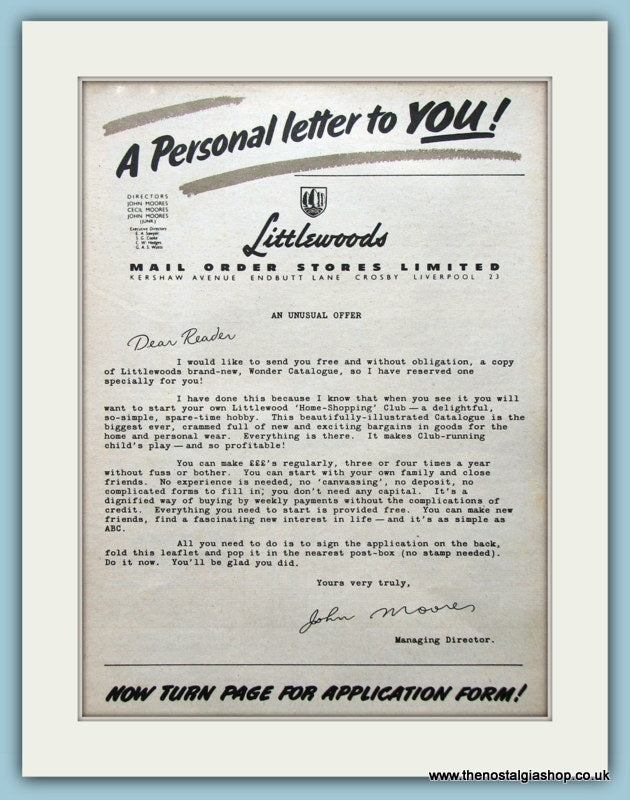 A Personal letter to YOU!
DIRECTORS
JOHN MOORES
CECIL MOORES
JOHN MOORES
(JUNR.)
Executive Directors
E. A. Sawyer
S. G. Cooke
C. W. Hedges
G. A. S. Watts
Littlewoods
MAIL ORDER STORES LIMITED
KERSHAW AVENUE ENDBUTT LANE CROSBY LIVERPOOL 23
AN UNUSUAL OFFER
Dear Reader
I would like to send you free and without obligation, a copy
of Littlewoods brand-new, Wonder Catalogue, so I have reserved one
specially for you!
I have done this because I know that when you see it you will
want to start your own Littlewood 'Home-Shopping' Club — a delightful,
so-simple, spare-time hobby. This beautifully-illustrated Catalogue is the
biggest ever, crammed full of new and exciting bargains in goods for the
home and personal wear. Everything is there. It makes Club-running
child's play — and so profitable!
You can make £££'s regularly, three or four times a year
without fuss or bother. You can start with your own family and close
friends. No experience is needed, no 'canvassing', no deposit, no
complicated forms to fill in; you don't need any capital. It's a
dignified way of buying by weekly payments without the complications of
credit. Everything you need to start is provided free. You can make new
friends, find a fascinating new interest in life — and it's as simple as
ABC.
All you need to do is to sign the application on the back,
fold this leaflet and pop it in the nearest post-box (no stamp needed).
Do it now. You'll be glad you did.
Yours very truly,
John Moores
Managing Director.
NOW TURN PAGE FOR APPLICATION FORM!
www.thenostalgiashop.co.uk